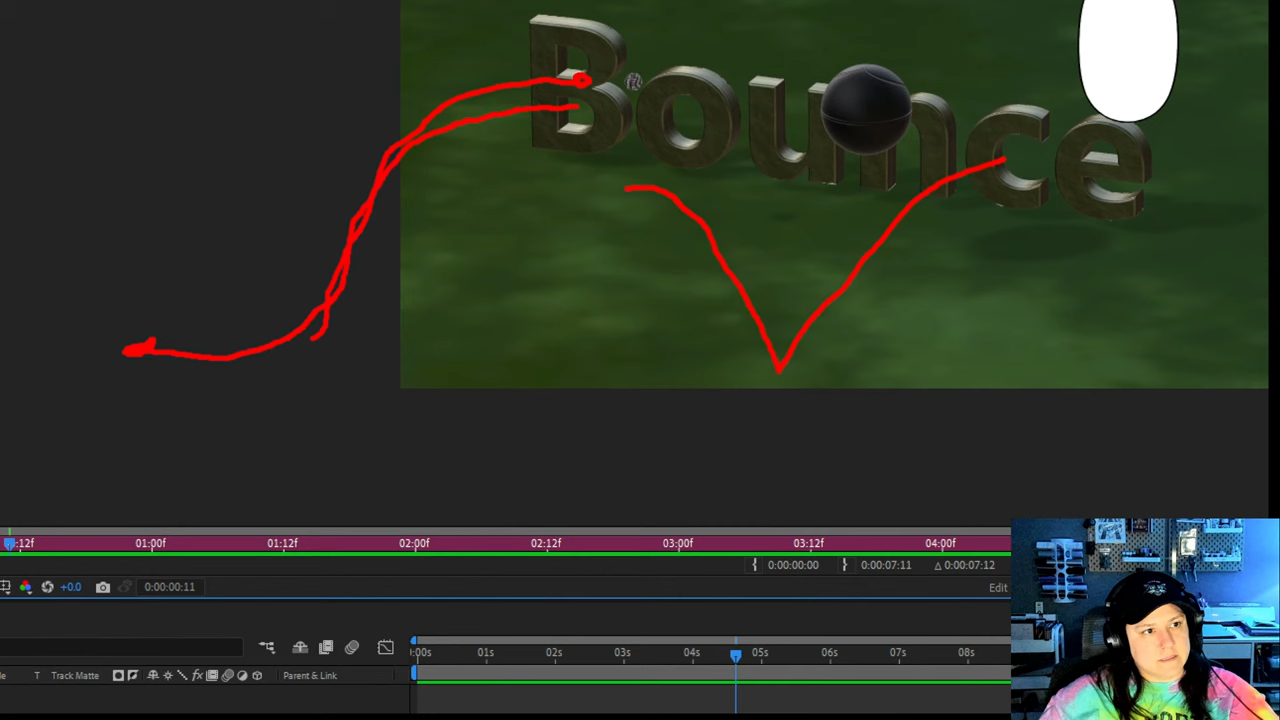 Bounce
:12f 01:00f 01:12f 02:00f 02:12f 03:00f 03:12f 04:00f
0:00:00:00 0:00:07:11 Δ 0:00:07:12
+0.0 0:00:00:11 Edit
:00s 01s 02s 03s 04s 05s 06s 07s 08s
T Track Matte fx Parent & Link